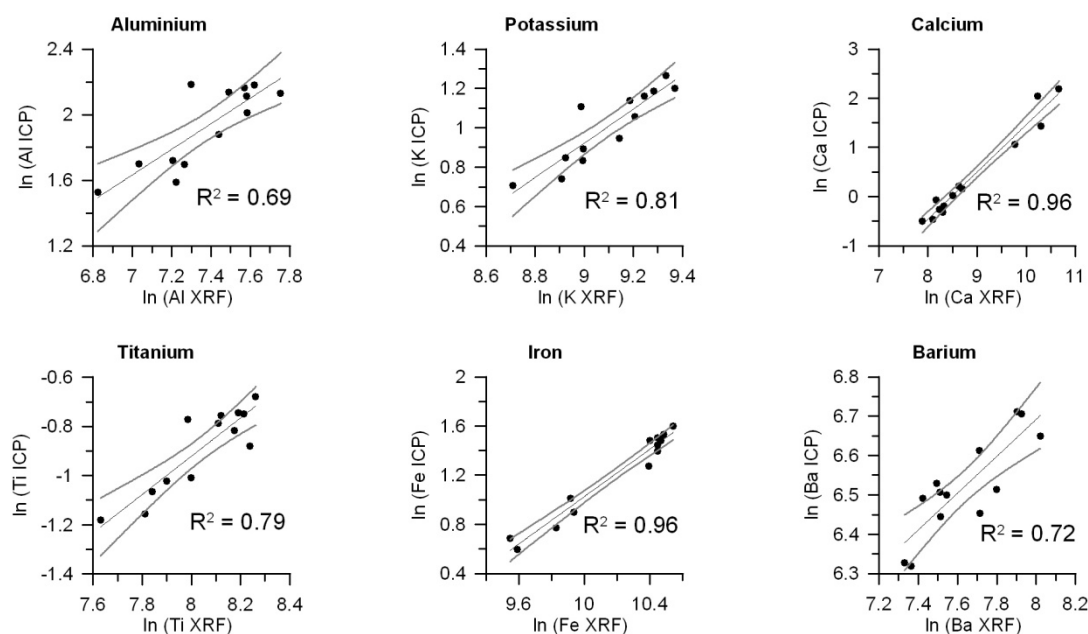 Aluminium
ln (Al ICP)
2.4
2
1.6
1.2
6.8 7 7.2 7.4 7.6 7.8
ln (Al XRF)
R² = 0.69
Potassium
ln (K ICP)
1.4
1.2
1
0.8
0.6
0.4
8.6 8.8 9 9.2 9.4
ln (K XRF)
R² = 0.81
Calcium
ln (Ca ICP)
3
2
1
0
-1
7 8 9 10 11
ln (Ca XRF)
R² = 0.96
Titanium
ln (Ti ICP)
-0.6
-0.8
-1
-1.2
-1.4
7.6 7.8 8 8.2 8.4
ln (Ti XRF)
R² = 0.79
Iron
ln (Fe ICP)
2
1.6
1.2
0.8
0.4
9.6 10 10.4
ln (Fe XRF)
R² = 0.96
Barium
ln (Ba ICP)
6.8
6.7
6.6
6.5
6.4
6.3
7.2 7.4 7.6 7.8 8 8.2
ln (Ba XRF)
R² = 0.72